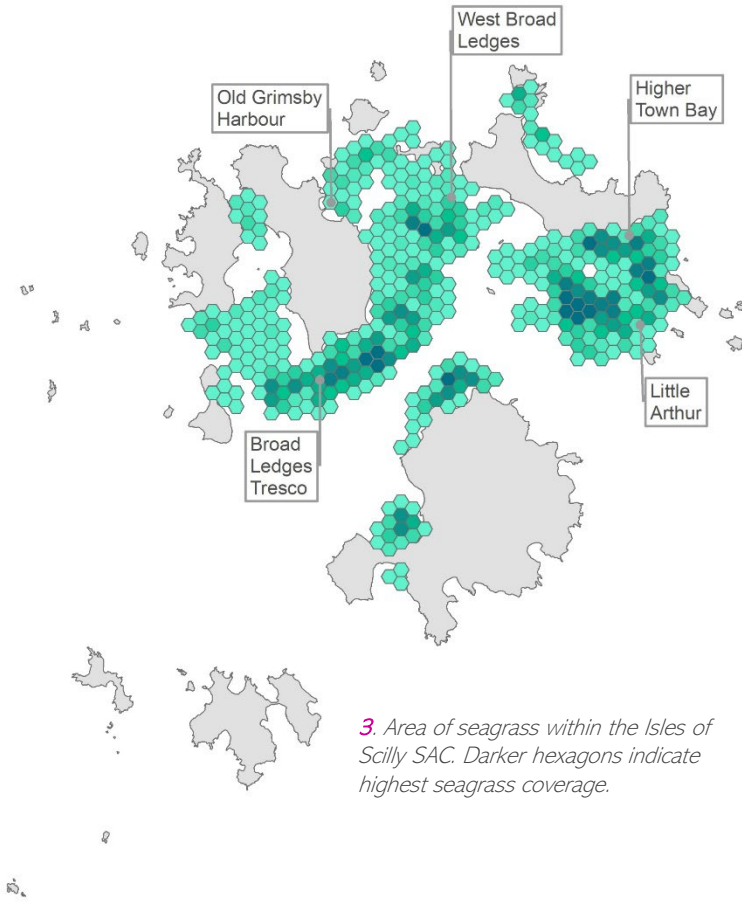 West Broad
Ledges
Old Grimsby
Harbour
Higher
Town Bay
Little
Arthur
Broad
Ledges
Tresco
3. Area of seagrass within the Isles of
Scilly SAC. Darker hexagons indicate
highest seagrass coverage.